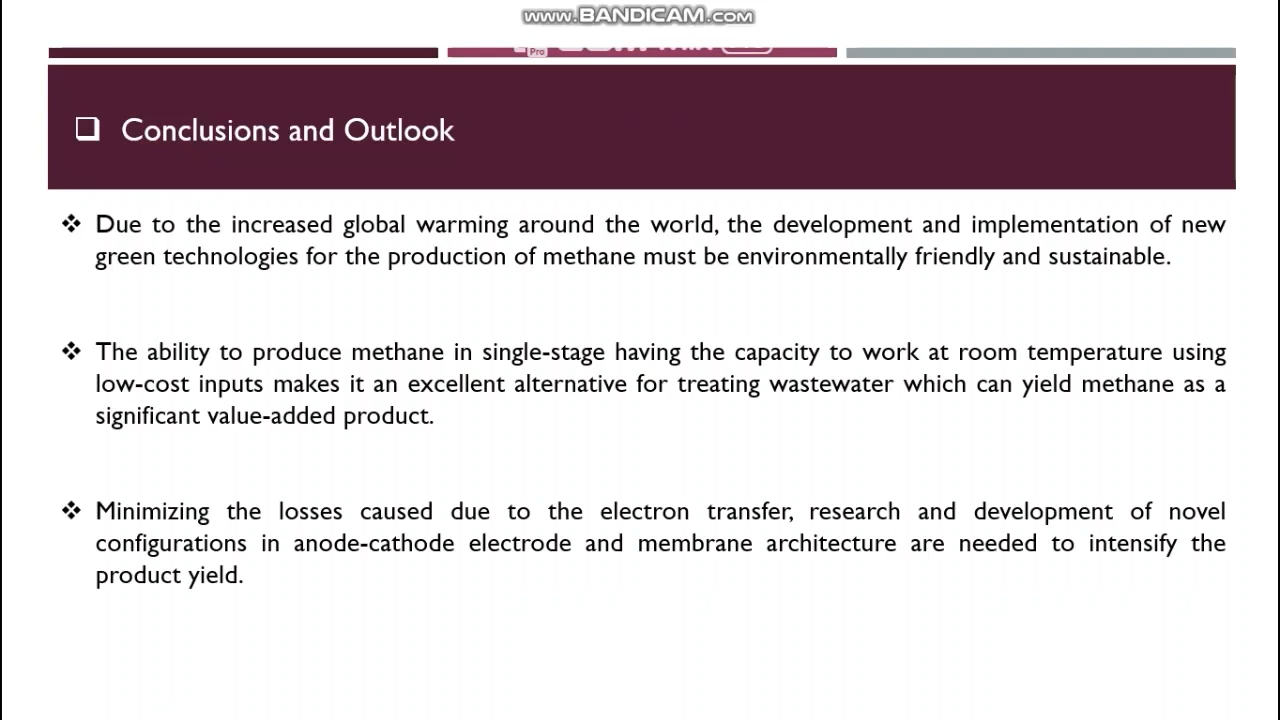 www.BANDICAM.com
Pro
Conclusions and Outlook
Due to the increased global warming around the world, the development and implementation of new
green technologies for the production of methane must be environmentally friendly and sustainable.
The ability to produce methane in single-stage having the capacity to work at room temperature using
low-cost inputs makes it an excellent alternative for treating wastewater which can yield methane as a
significant value-added product.
Minimizing the losses caused due to the electron transfer, research and development of novel
configurations in anode-cathode electrode and membrane architecture are needed to intensify the
product yield.